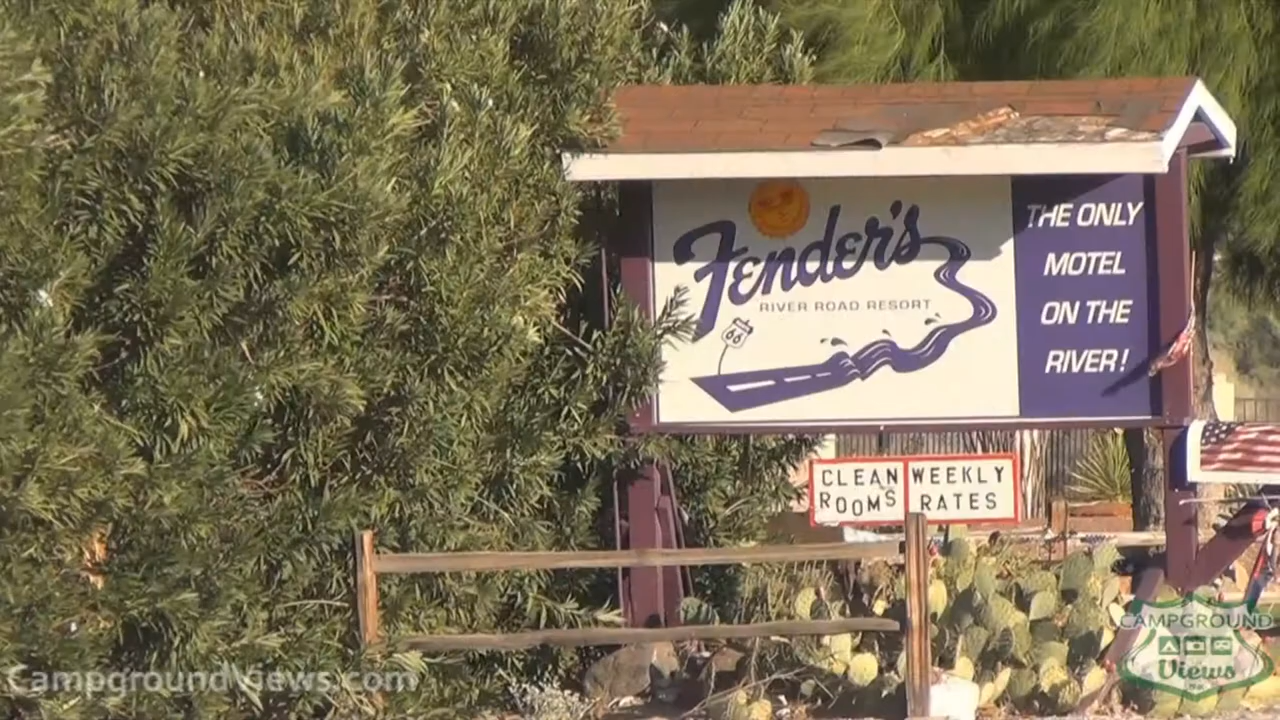 Fender's
RIVER ROAD RESORT
66
THE ONLY
MOTEL
ON THE
RIVER!
CLEAN WEEKLY
ROOMS RATES
CampgroundViews.com
CAMPGROUND
Views